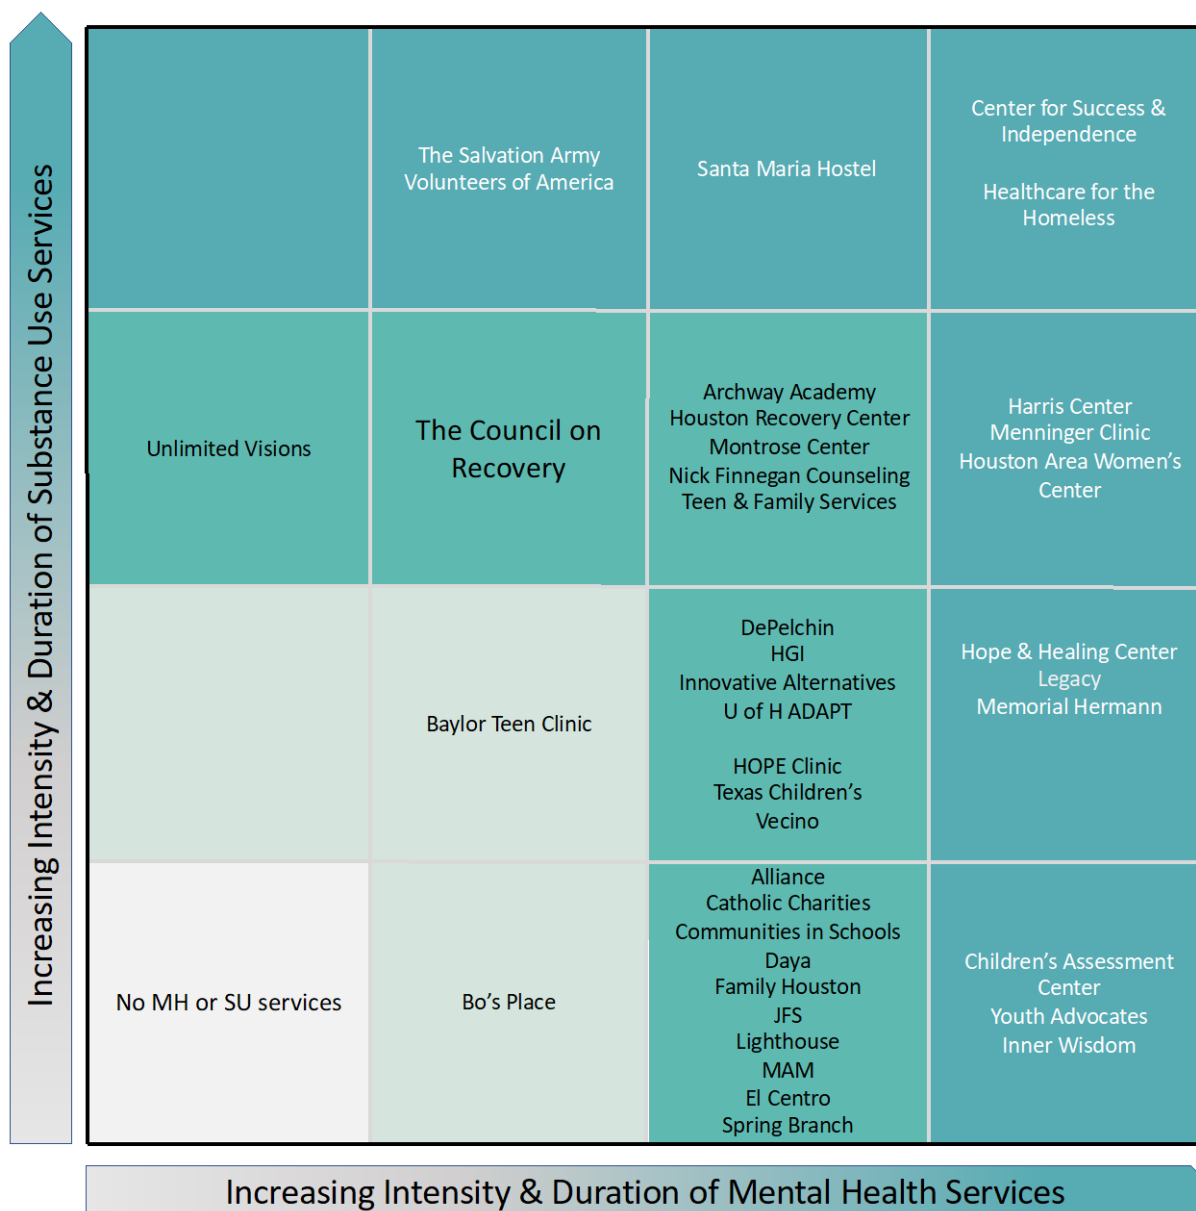 Increasing Intensity & Duration of Substance Use Services
The Salvation Army
Volunteers of America
Santa Maria Hostel
Center for Success &
Independence
Healthcare for the
Homeless
Unlimited Visions
The Council on
Recovery
Archway Academy
Houston Recovery Center
Montrose Center
Nick Finnegan Counseling
Teen & Family Services
Harris Center
Menninger Clinic
Houston Area Women’s
Center
Baylor Teen Clinic
DePelchin
HGI
Innovative Alternatives
U of H ADAPT
HOPE Clinic
Texas Children’s
Vecino
Hope & Healing Center
Legacy
Memorial Hermann
No MH or SU services
Bo’s Place
Alliance
Catholic Charities
Communities in Schools
Daya
Family Houston
JFS
Lighthouse
MAM
El Centro
Spring Branch
Children’s Assessment
Center
Youth Advocates
Inner Wisdom
Increasing Intensity & Duration of Mental Health Services